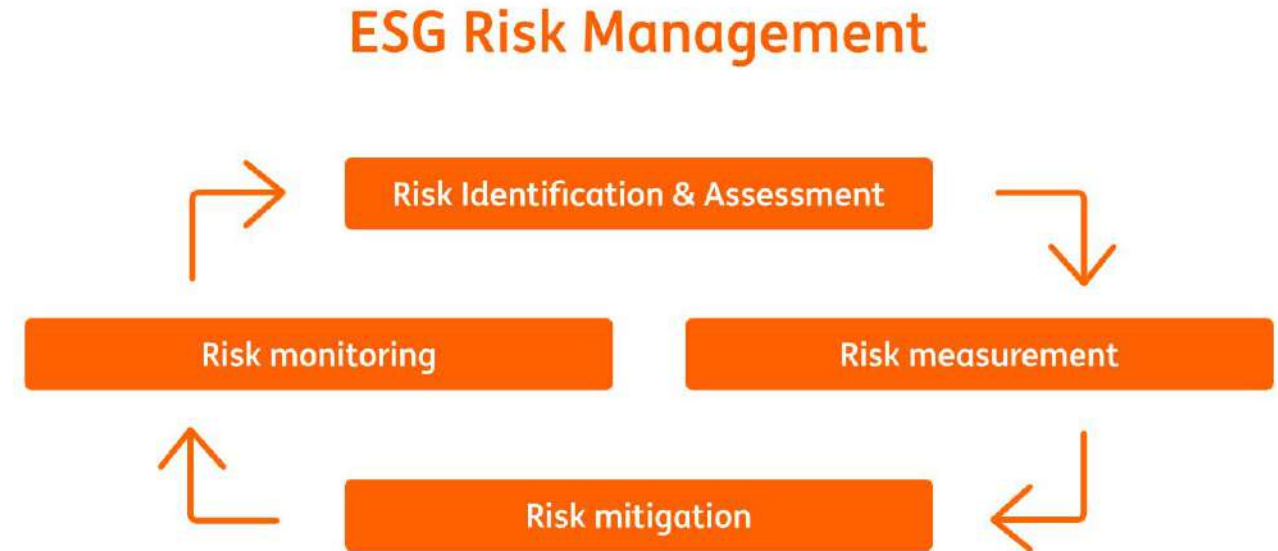 ESG Risk Management
Risk Identification & Assessment
Risk monitoring
Risk measurement
Risk mitigation